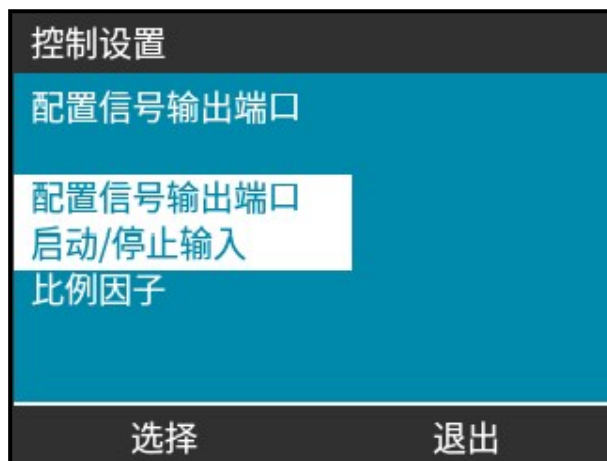 控制设置
配置信号输出端口
配置信号输出端口
启动/停止输入
比例因子
选择
退出